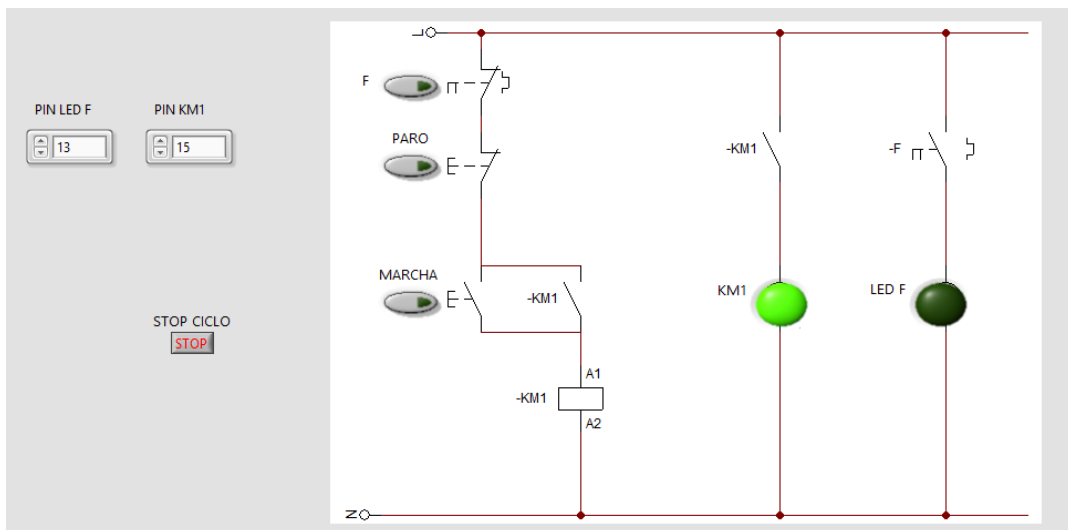 L
F
PIN LED F
PIN KM1
13
15
PARO
-KM1
-F
MARCHA
-KM1
KM1
LED F
STOP CICLO
STOP
A1
-KM1
A2
N